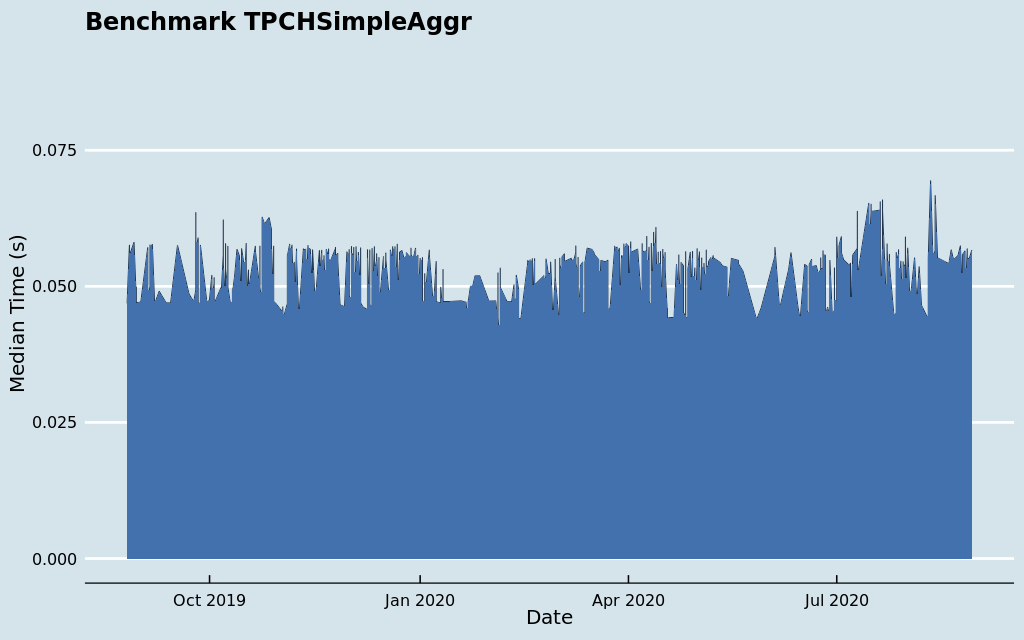 Benchmark TPCHSimpleAggr
Median Time (s)
0.075
0.050
0.025
0.000
Oct 2019
Jan 2020
Apr 2020
Jul 2020
Date